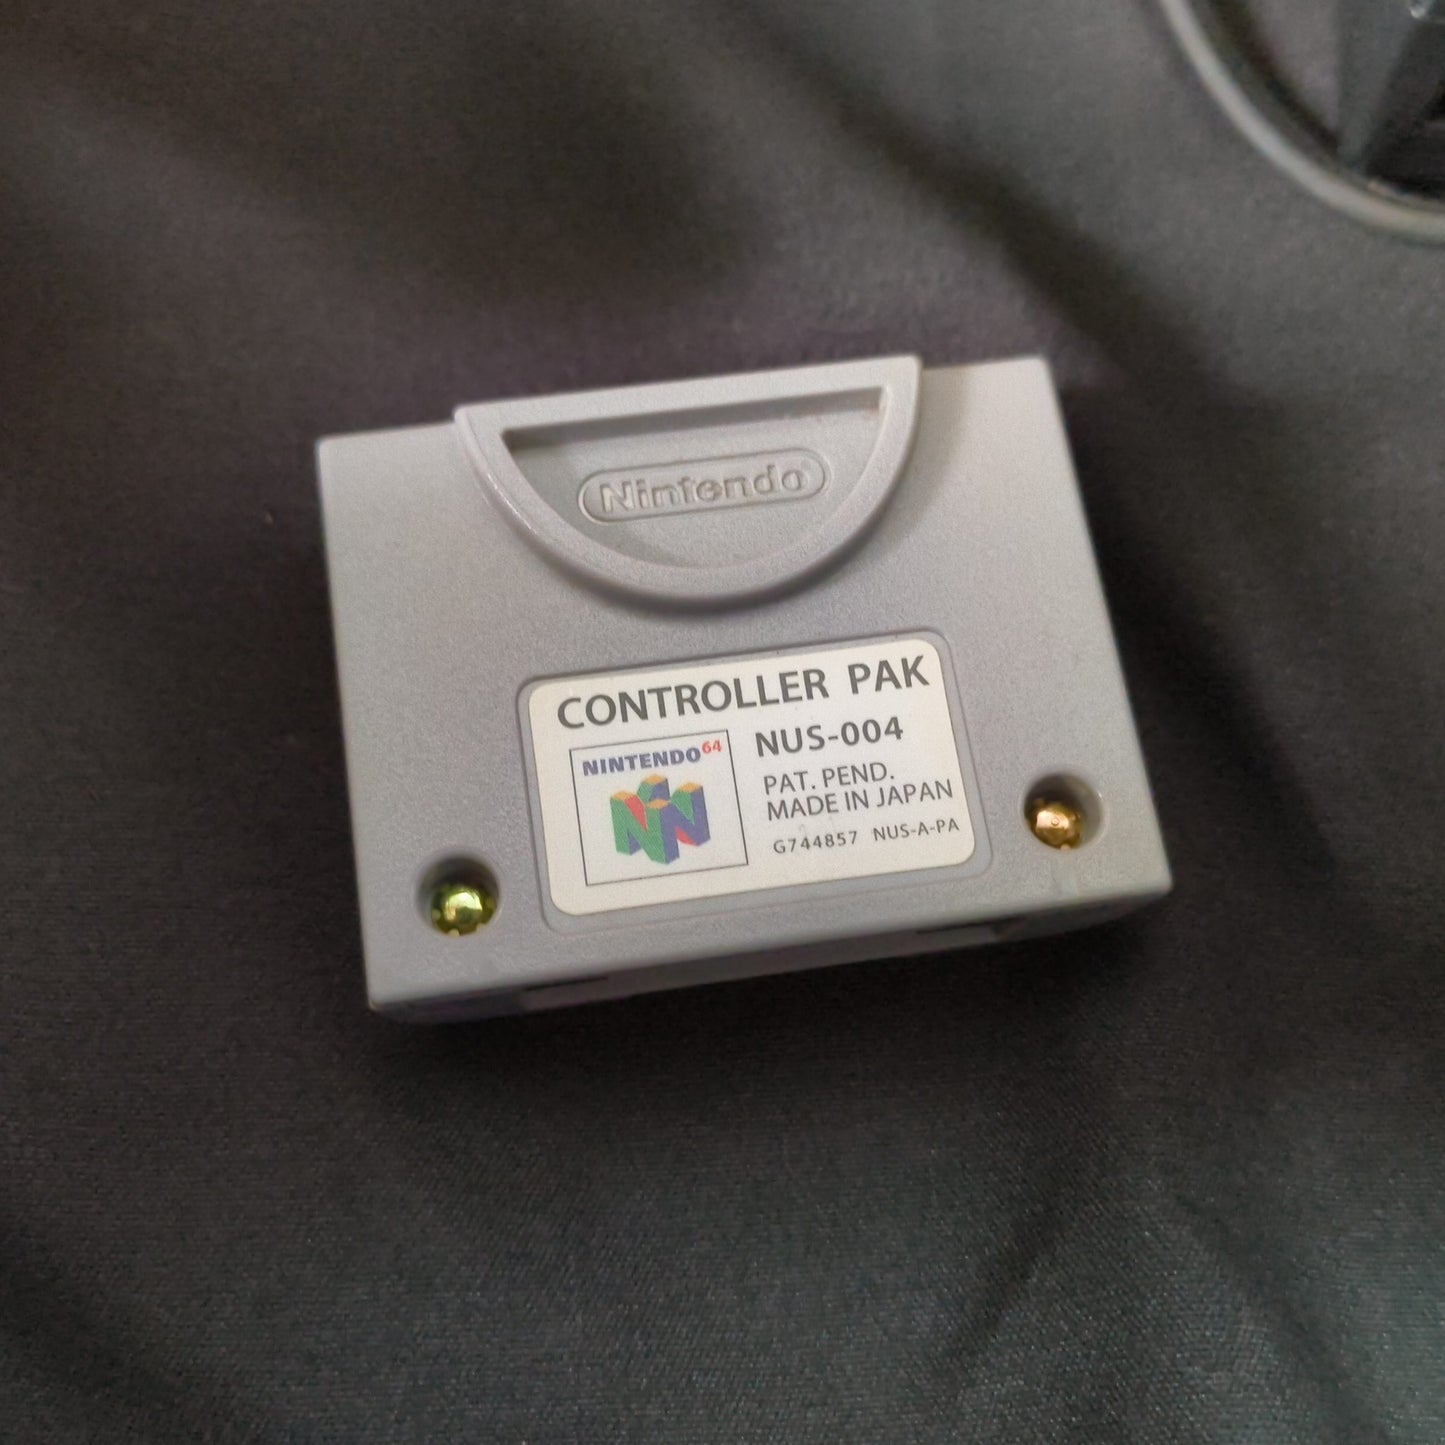 Nintendo
CONTROLLER PAK
NINTENDO64
NUS-004
PAT. PEND.
MADE IN JAPAN
G744857 NUS-A-PA